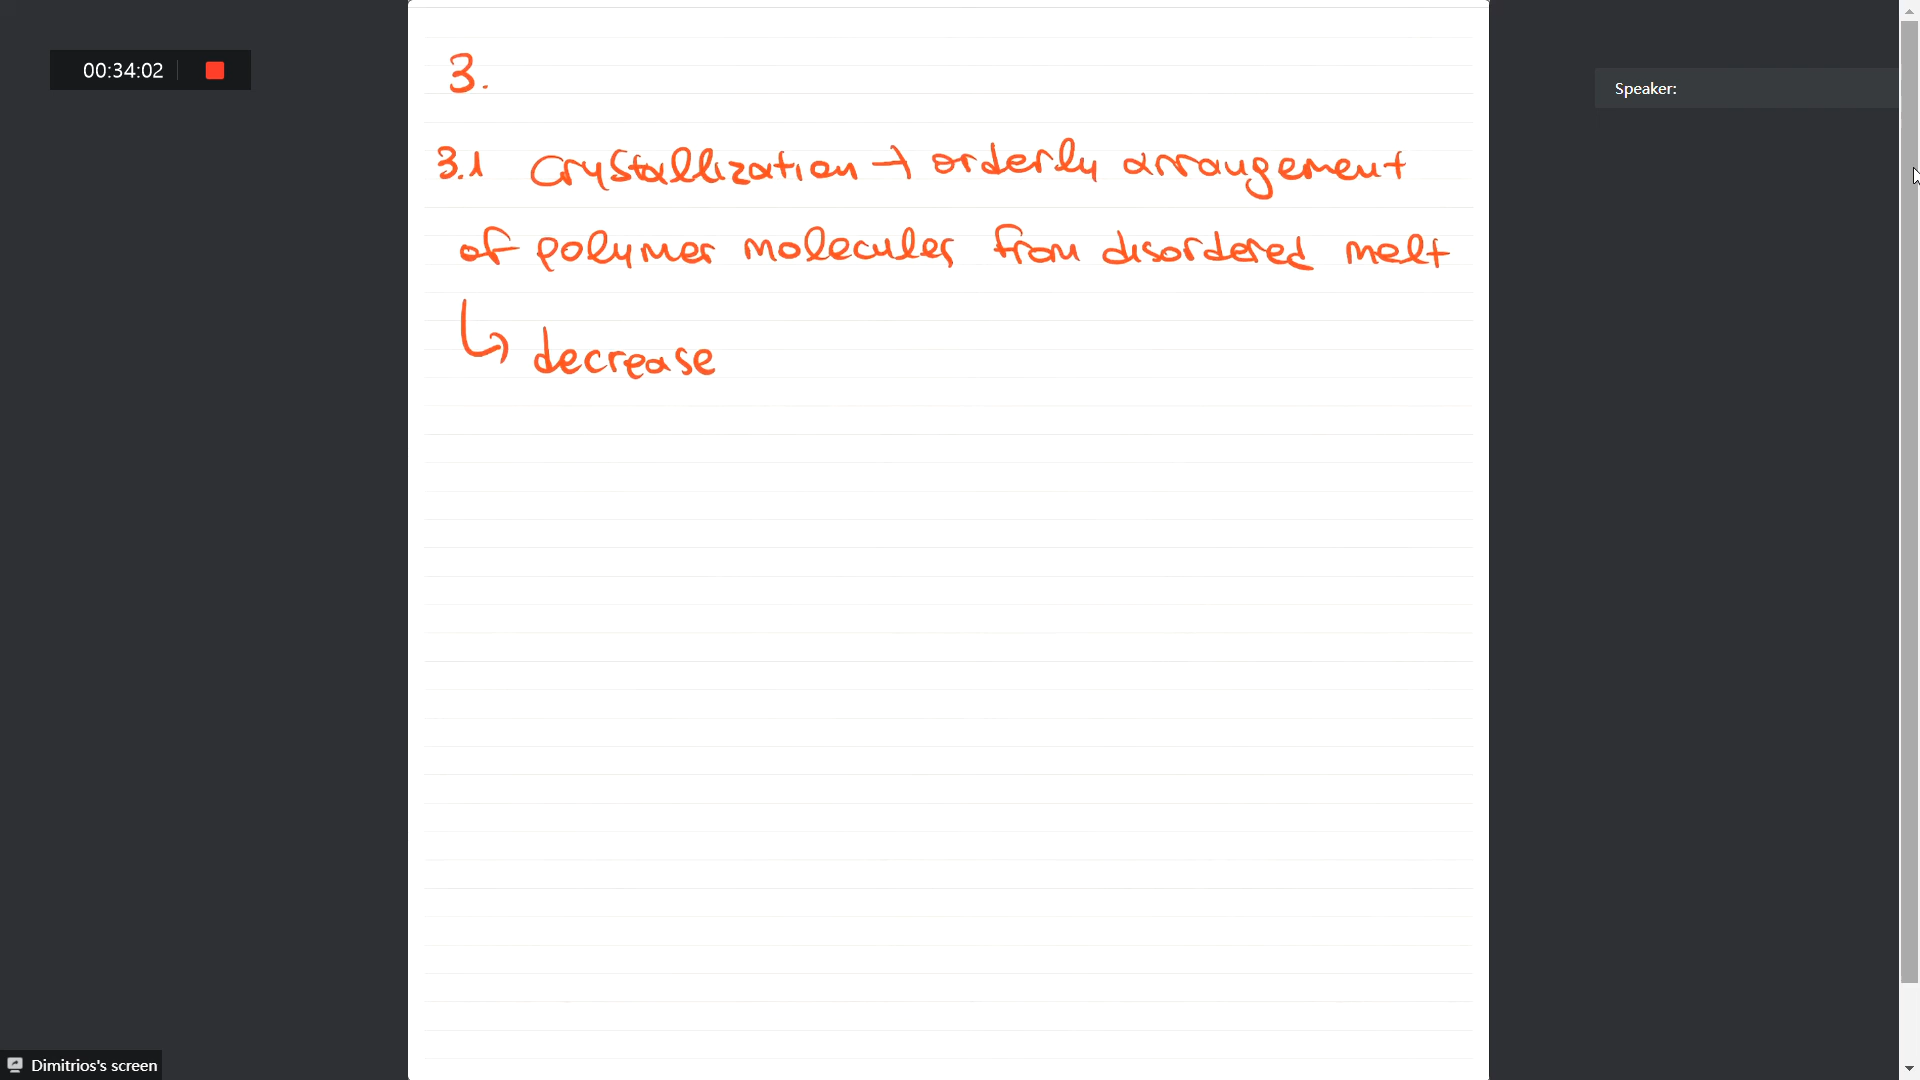 00:34:02
Speaker:
3.
3.1 Crystallization → orderly arrangement
of polymer molecules from disordered melt
↳ decrease
Dimitrios's screen